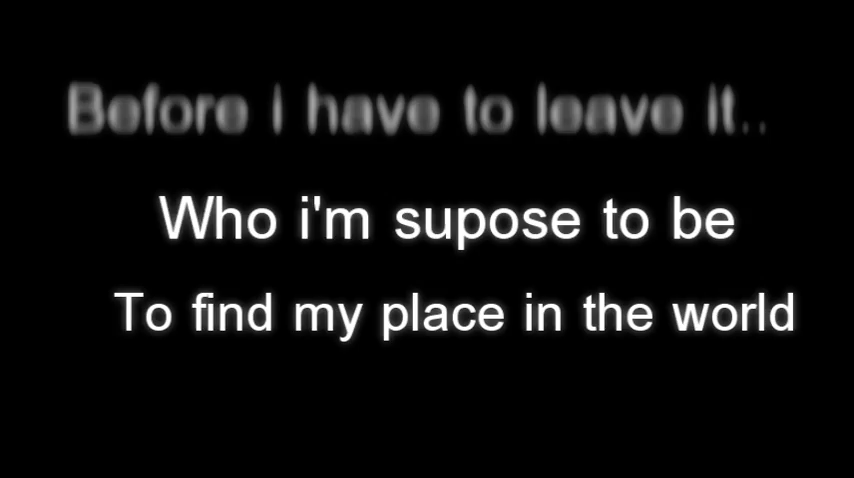 Before I have to leave it..
Who i'm supose to be
To find my place in the world